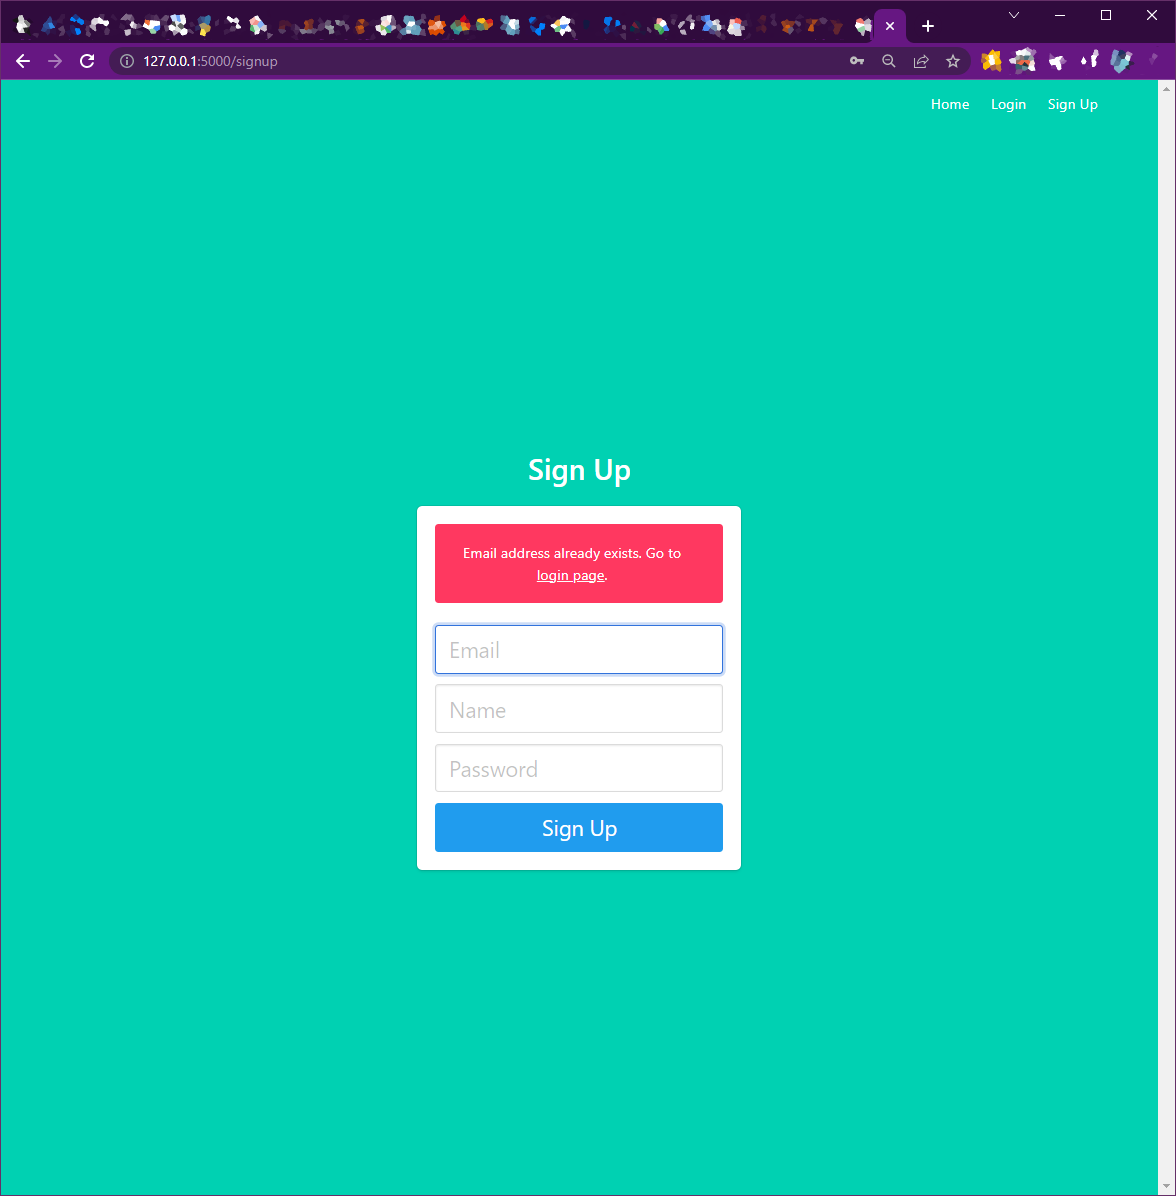 127.0.0.1:5000/signup
Home Login Sign Up
Sign Up
Email address already exists. Go to
login page.
Email
Name
Password
Sign Up